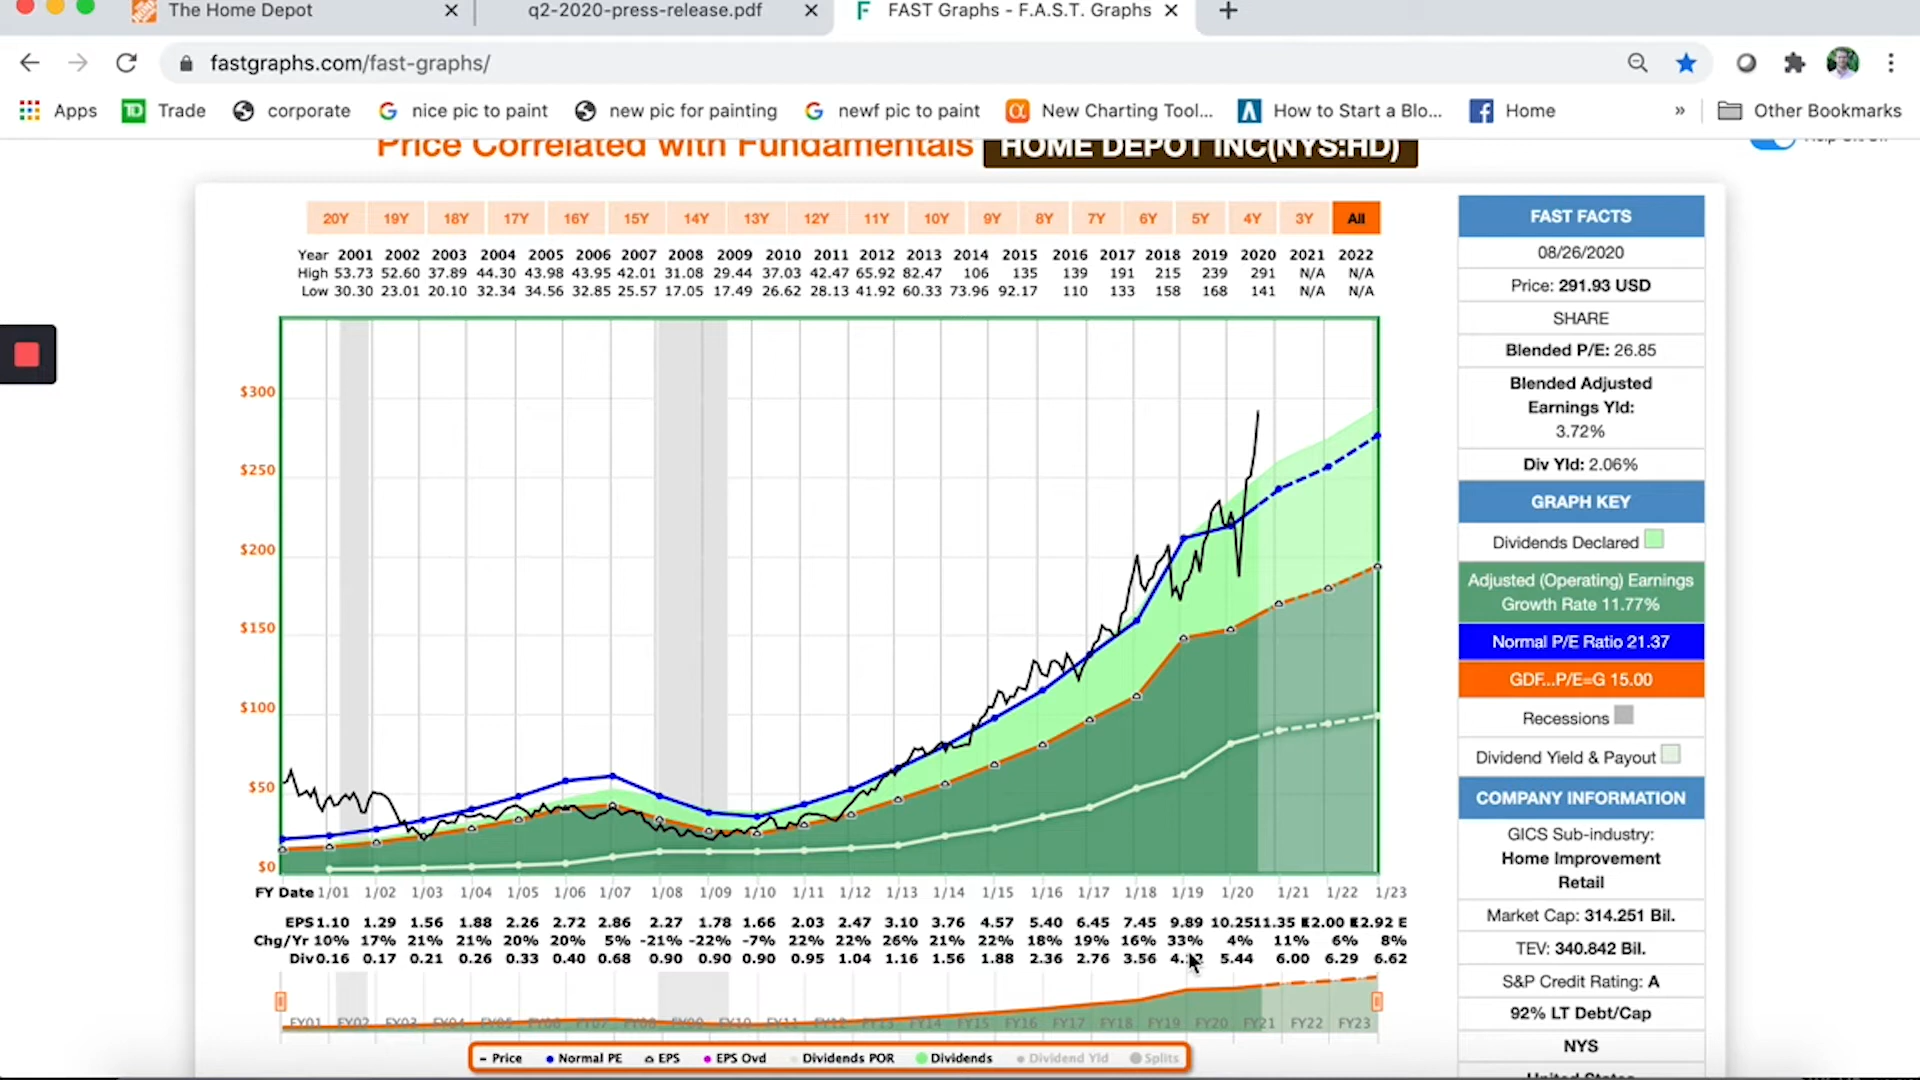 The Home Depot
q2-2020-press-release.pdf
FAST Graphs - F.A.S.T. Graphs
fastgraphs.com/fast-graphs/
Apps Trade corporate nice pic to paint new pic for painting newf pic to paint New Charting Tool... How to Start a Blo... Home » Other Bookmarks
Price Correlated with Fundamentals HOME DEPOT INC(NYS:HD)
20Y 19Y 18Y 17Y 16Y 15Y 14Y 13Y 12Y 11Y 10Y 9Y 8Y 7Y 6Y 5Y 4Y 3Y All
Year 2001 2002 2003 2004 2005 2006 2007 2008 2009 2010 2011 2012 2013 2014 2015 2016 2017 2018 2019 2020 2021 2022
High 53.73 52.60 37.89 44.30 43.98 43.95 42.01 31.08 29.44 37.03 42.47 65.92 82.47 106 135 139 191 215 239 291 N/A N/A
Low 30.30 23.01 20.10 32.34 34.56 32.85 25.57 17.05 17.49 26.62 28.13 41.92 60.33 73.96 92.17 110 133 158 168 141 N/A N/A
$300
$250
$200
$150
$100
$50
$0
FY Date 1/01 1/02 1/03 1/04 1/05 1/06 1/07 1/08 1/09 1/10 1/11 1/12 1/13 1/14 1/15 1/16 1/17 1/18 1/19 1/20 1/21 1/22 1/23
EPS 1.10 1.29 1.56 1.88 2.26 2.72 2.86 2.27 1.78 1.66 2.03 2.47 3.10 3.76 4.57 5.40 6.45 7.45 9.89 10.25 11.35 E 2.00 E 2.92 E
Chg/Yr 10% 17% 21% 21% 20% 20% 5% -21% -22% -7% 22% 22% 26% 21% 22% 18% 19% 16% 33% 4% 11% 6% 8%
Div 0.16 0.17 0.21 0.26 0.33 0.40 0.68 0.90 0.90 0.90 0.95 1.04 1.16 1.56 1.88 2.36 2.76 3.56 5.44 6.00 6.29 6.62
FY01 FY02 FY03 FY04 FY05 FY06 FY07 FY08 FY09 FY10 FY11 FY12 FY13 FY14 FY15 FY16 FY17 FY18 FY19 FY20 FY21 FY22 FY23
Price Normal PE EPS EPS Ovd Dividends POR Dividends Dividend Yld Splits
FAST FACTS
08/26/2020
Price: 291.93 USD
SHARE
Blended P/E: 26.85
Blended Adjusted
Earnings Yld:
3.72%
Div Yld: 2.06%
GRAPH KEY
Dividends Declared
Adjusted (Operating) Earnings
Growth Rate 11.77%
Normal P/E Ratio 21.37
GDF...P/E=G 15.00
Recessions
Dividend Yield & Payout
COMPANY INFORMATION
GICS Sub-industry:
Home Improvement
Retail
Market Cap: 314.251 Bil.
TEV: 340.842 Bil.
S&P Credit Rating: A
92% LT Debt/Cap
NYS
United States